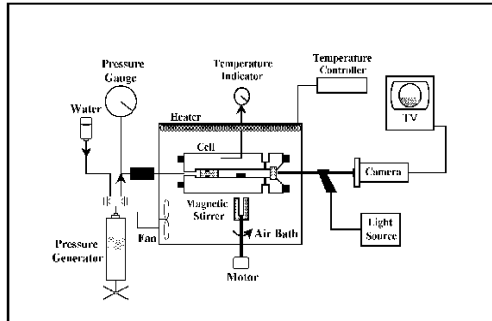 Pressure
Gauge
Temperature
Indicator
Temperature
Controller
Water
Heater
TV
Cell
Camera
Magnetic
Stirrer
Fan
Air Bath
Pressure
Generator
Light
Source
Motor